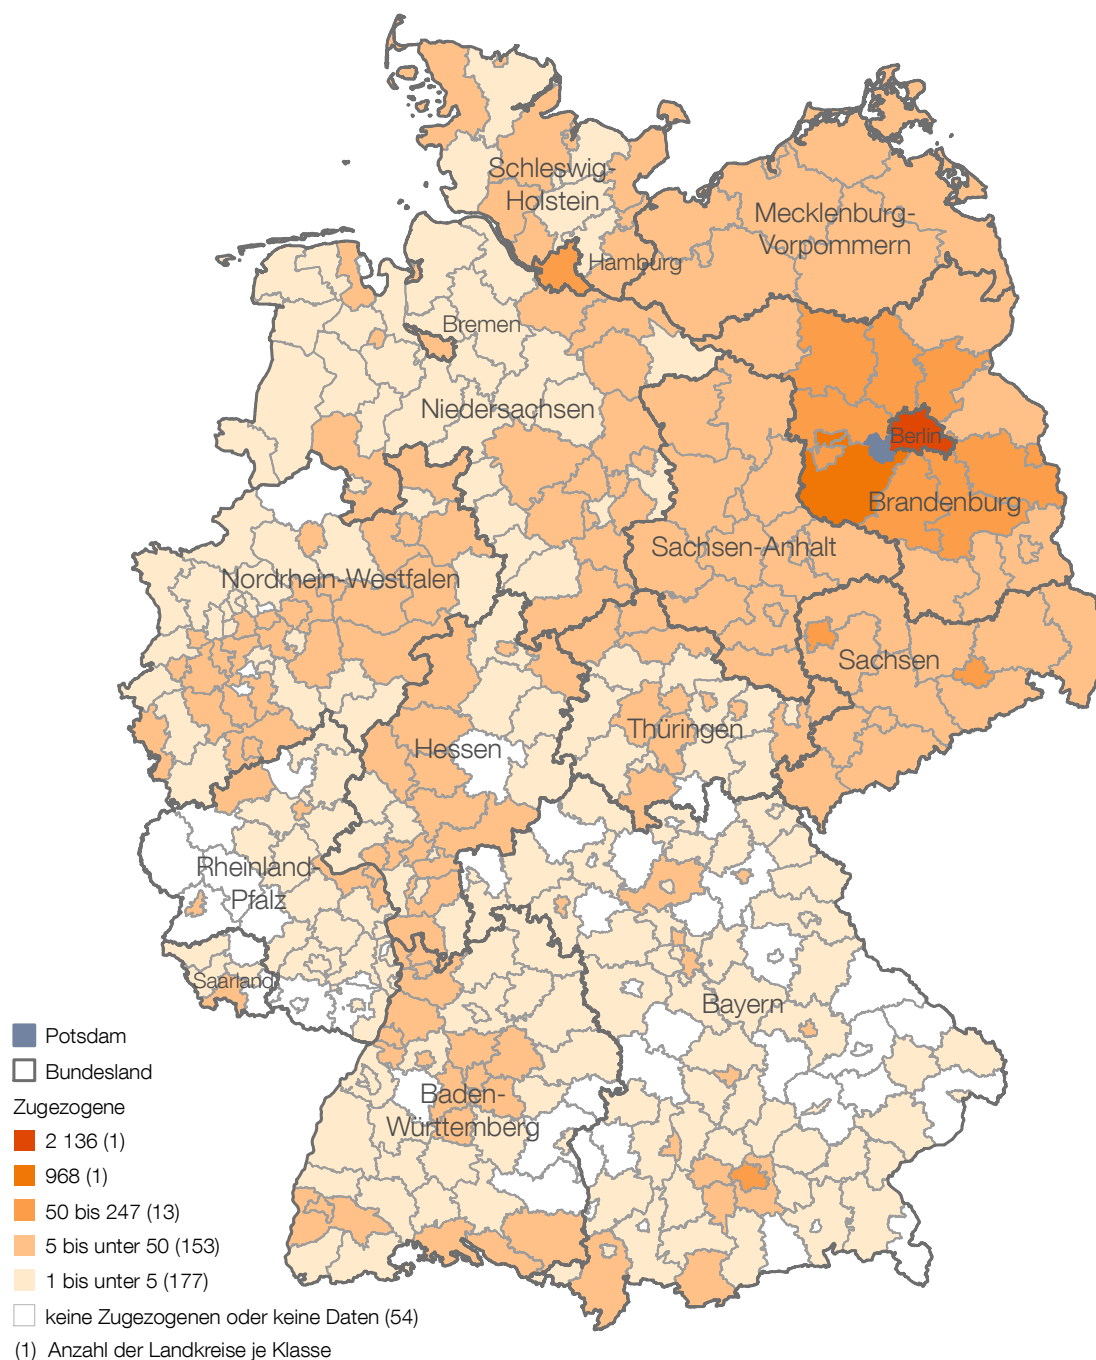 Schleswig-
Holstein
Mecklenburg-
Vorpommern
Hamburg
Bremen
Niedersachsen
Berlin
Brandenburg
Sachsen-Anhalt
Nordrhein-Westfalen
Sachsen
Thüringen
Hessen
Rheinland-
Pfalz
Saarland
Bayern
Baden-
Württemberg
Potsdam
Bundesland
Zugezogene
2 136 (1)
968 (1)
50 bis 247 (13)
5 bis unter 50 (153)
1 bis unter 5 (177)
keine Zugezogenen oder keine Daten (54)
(1) Anzahl der Landkreise je Klasse